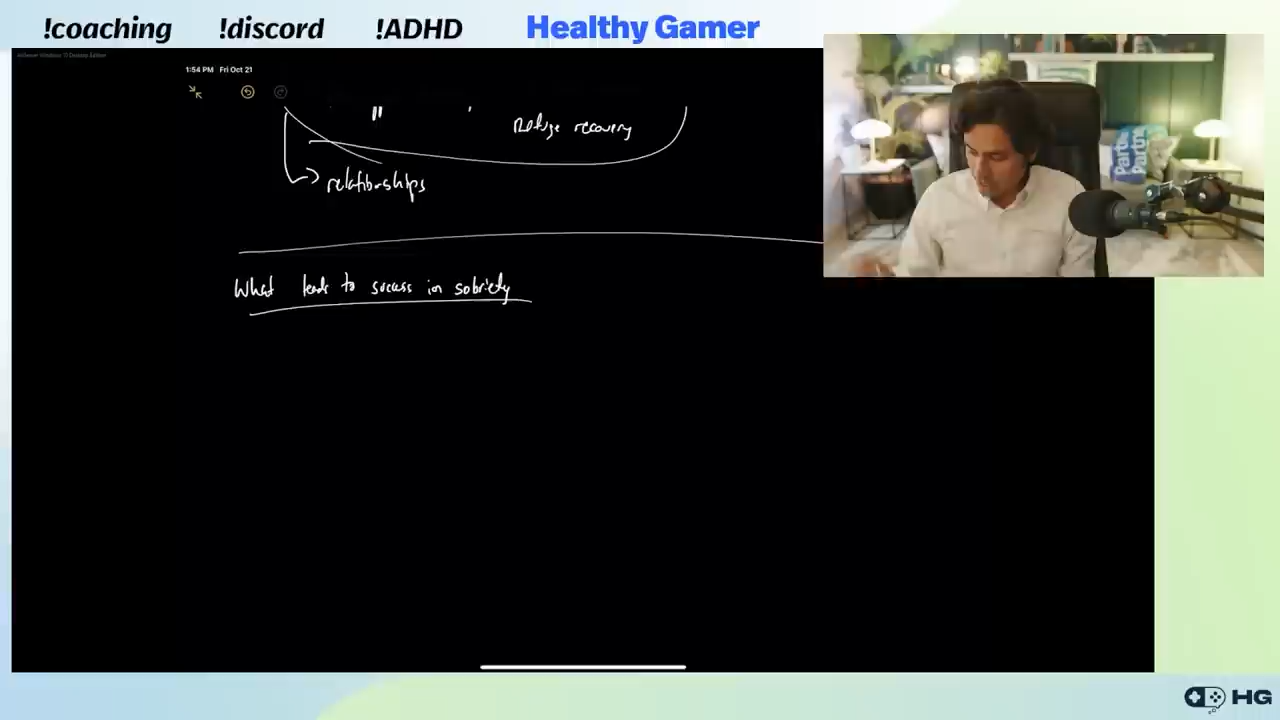 !coaching !discord !ADHD Healthy Gamer
1:54 PM Fri Oct 21
Refuge recovery
relationships
What leads to success in sobriety
HG